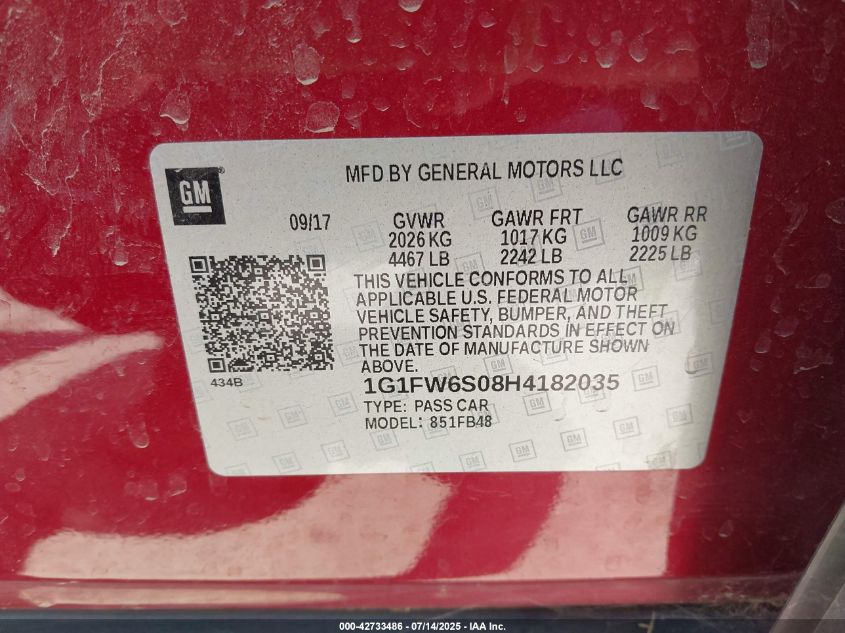 GM
MFD BY GENERAL MOTORS LLC
09/17 GVWR GAWR FRT GAWR RR
2026 KG 1017 KG 1009 KG
4467 LB 2242 LB 2225 LB
THIS VEHICLE CONFORMS TO ALL
APPLICABLE U.S. FEDERAL MOTOR
VEHICLE SAFETY, BUMPER, AND THEFT
PREVENTION STANDARDS IN EFFECT ON
THE DATE OF MANUFACTURE SHOWN
ABOVE.
434B
1G1FW6S08H4182035
TYPE: PASS CAR
MODEL: 851FB48
000-42733486 - 07/14/2025 - IAA Inc.